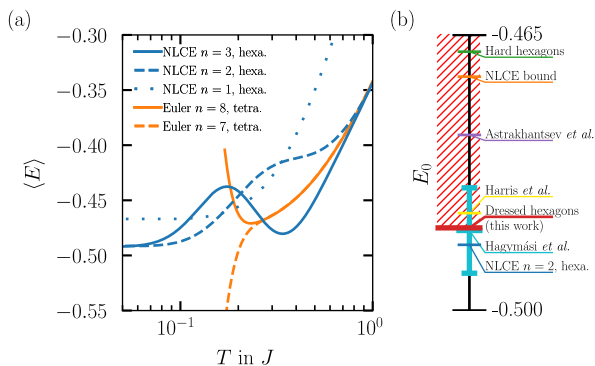 (a)
−0.30
−0.35
−0.40
−0.45
−0.50
−0.55
⟨E⟩
NLCE n = 3, hexa.
NLCE n = 2, hexa.
NLCE n = 1, hexa.
Euler n = 8, tetra.
Euler n = 7, tetra.
10⁻¹
10⁰
T in J
(b)
-0.465
Hard hexagons
NLCE bound
Astrakhantsev et al.
E₀
Harris et al.
Dressed hexagons
(this work)
Hagymási et al.
NLCE n = 2, hexa.
-0.500